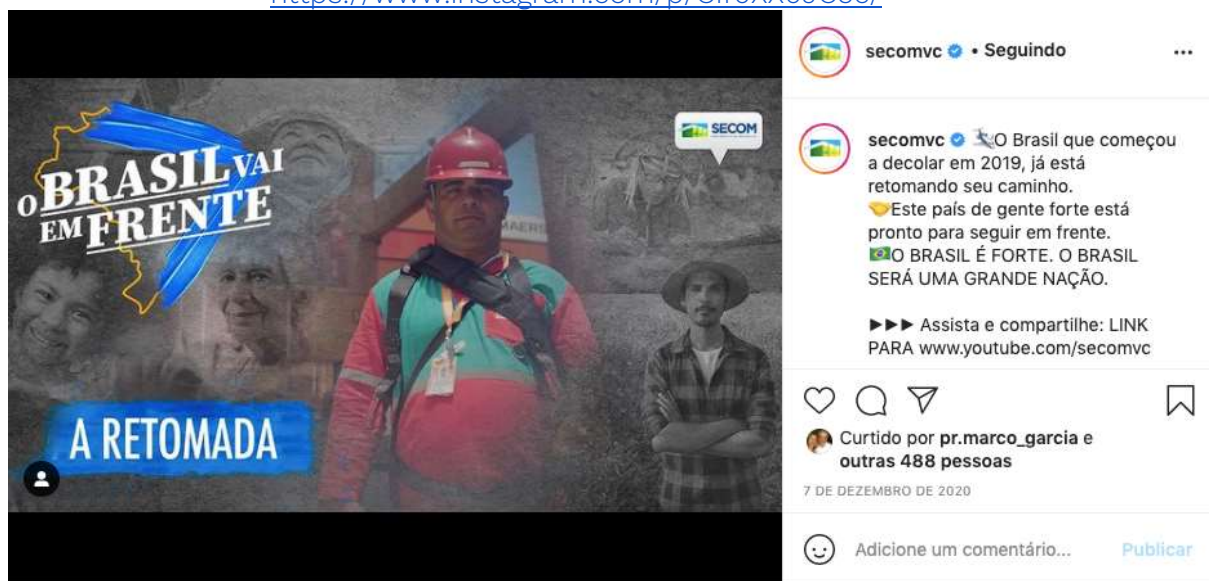 secomvc • Seguindo
O BRASIL VAI
EM FRENTE
SECOM
MAERS
A RETOMADA
secomvc O Brasil que começou
a decolar em 2019, já está
retomando seu caminho.
Este país de gente forte está
pronto para seguir em frente.
O BRASIL É FORTE. O BRASIL
SERÁ UMA GRANDE NAÇÃO.
►►► Assista e compartilhe: LINK
PARA www.youtube.com/secomvc
Curtido por pr.marco_garcia e
outras 488 pessoas
7 DE DEZEMBRO DE 2020
Adicione um comentário... Publicar